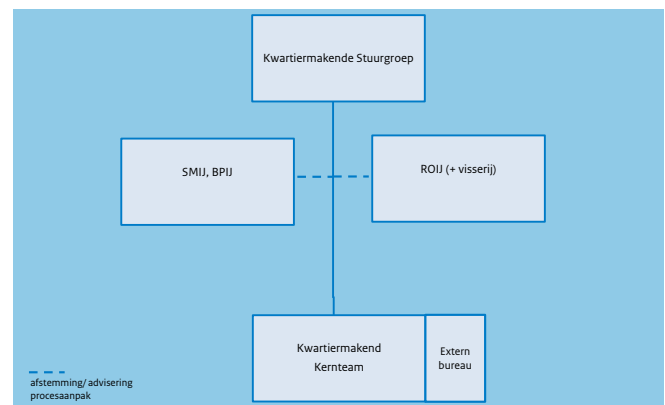 Kwartiermakende Stuurgroep
SMIJ, BPIJ
ROIJ (+ visserij)
Kwartiermakend
Kernteam
Extern
bureau
afstemming/ advisering
procesaanpak